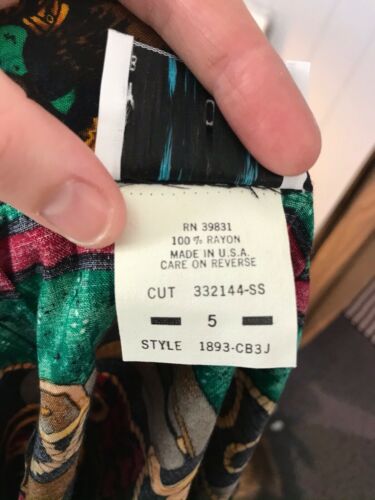 RN 39831
100% RAYON
MADE IN U.S.A.
CARE ON REVERSE
CUT 332144-SS
5
STYLE 1893-CB3J